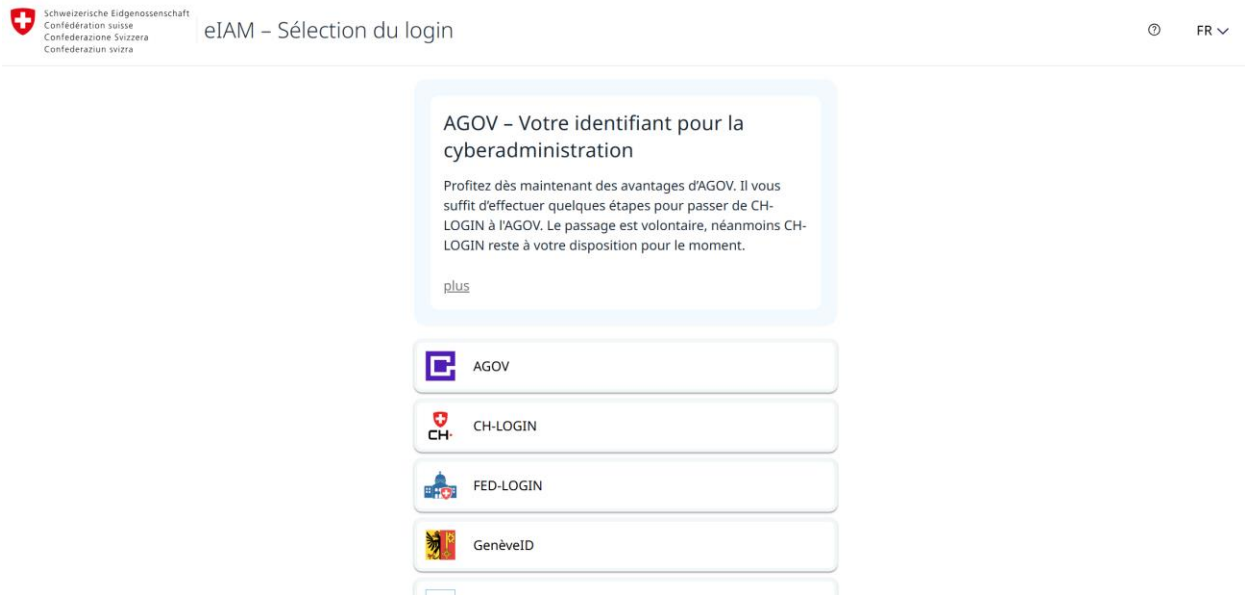 Schweizerische Eidgenossenschaft
Confédération suisse
Confederazione Svizzera
Confederaziun svizra
eIAM – Sélection du login
FR
AGOV – Votre identifiant pour la
cyberadministration
Profitez dès maintenant des avantages d'AGOV. Il vous
suffit d'effectuer quelques étapes pour passer de CH-
LOGIN à l'AGOV. Le passage est volontaire, néanmoins CH-
LOGIN reste à votre disposition pour le moment.
plus
AGOV
CH-LOGIN
FED-LOGIN
GenèveID